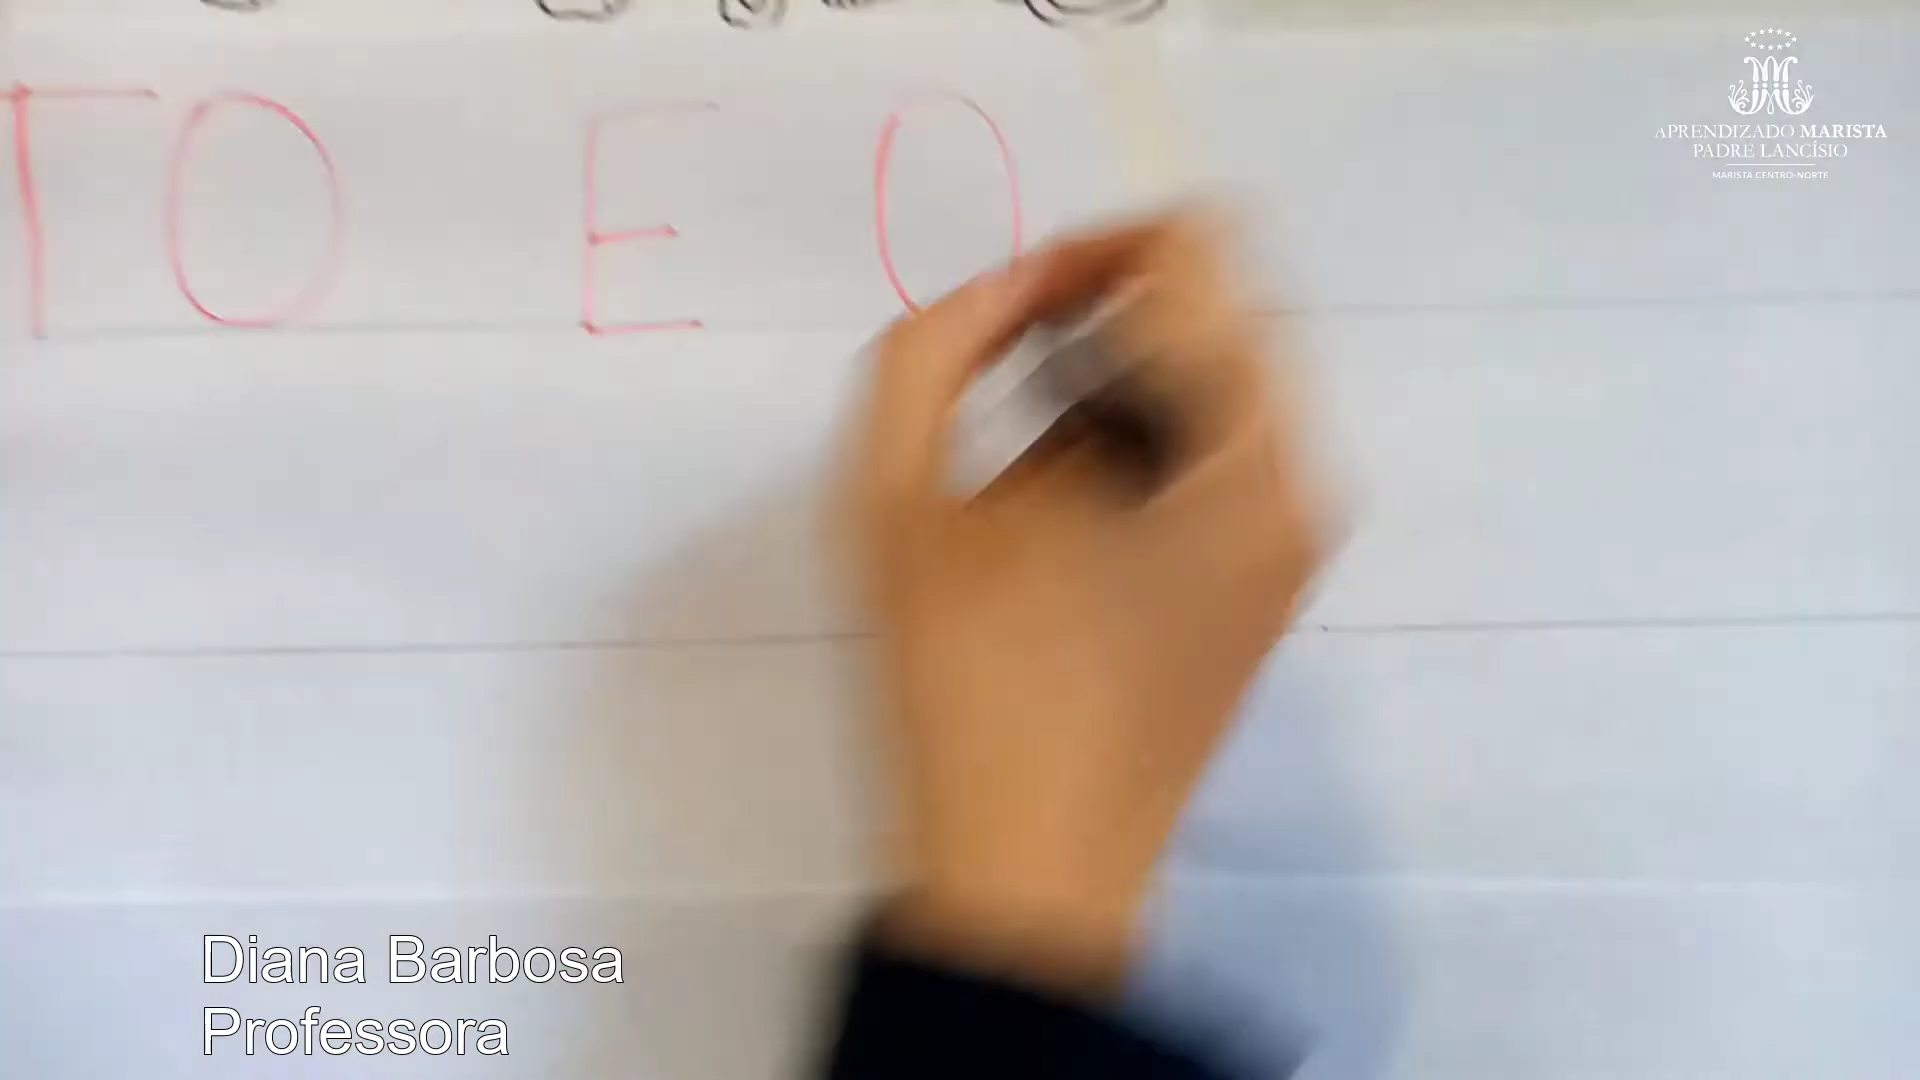 TO E O
APRENDIZADO MARISTA
PADRE LANCÍSIO
MARISTA CENTRO-NORTE
Diana Barbosa
Professora